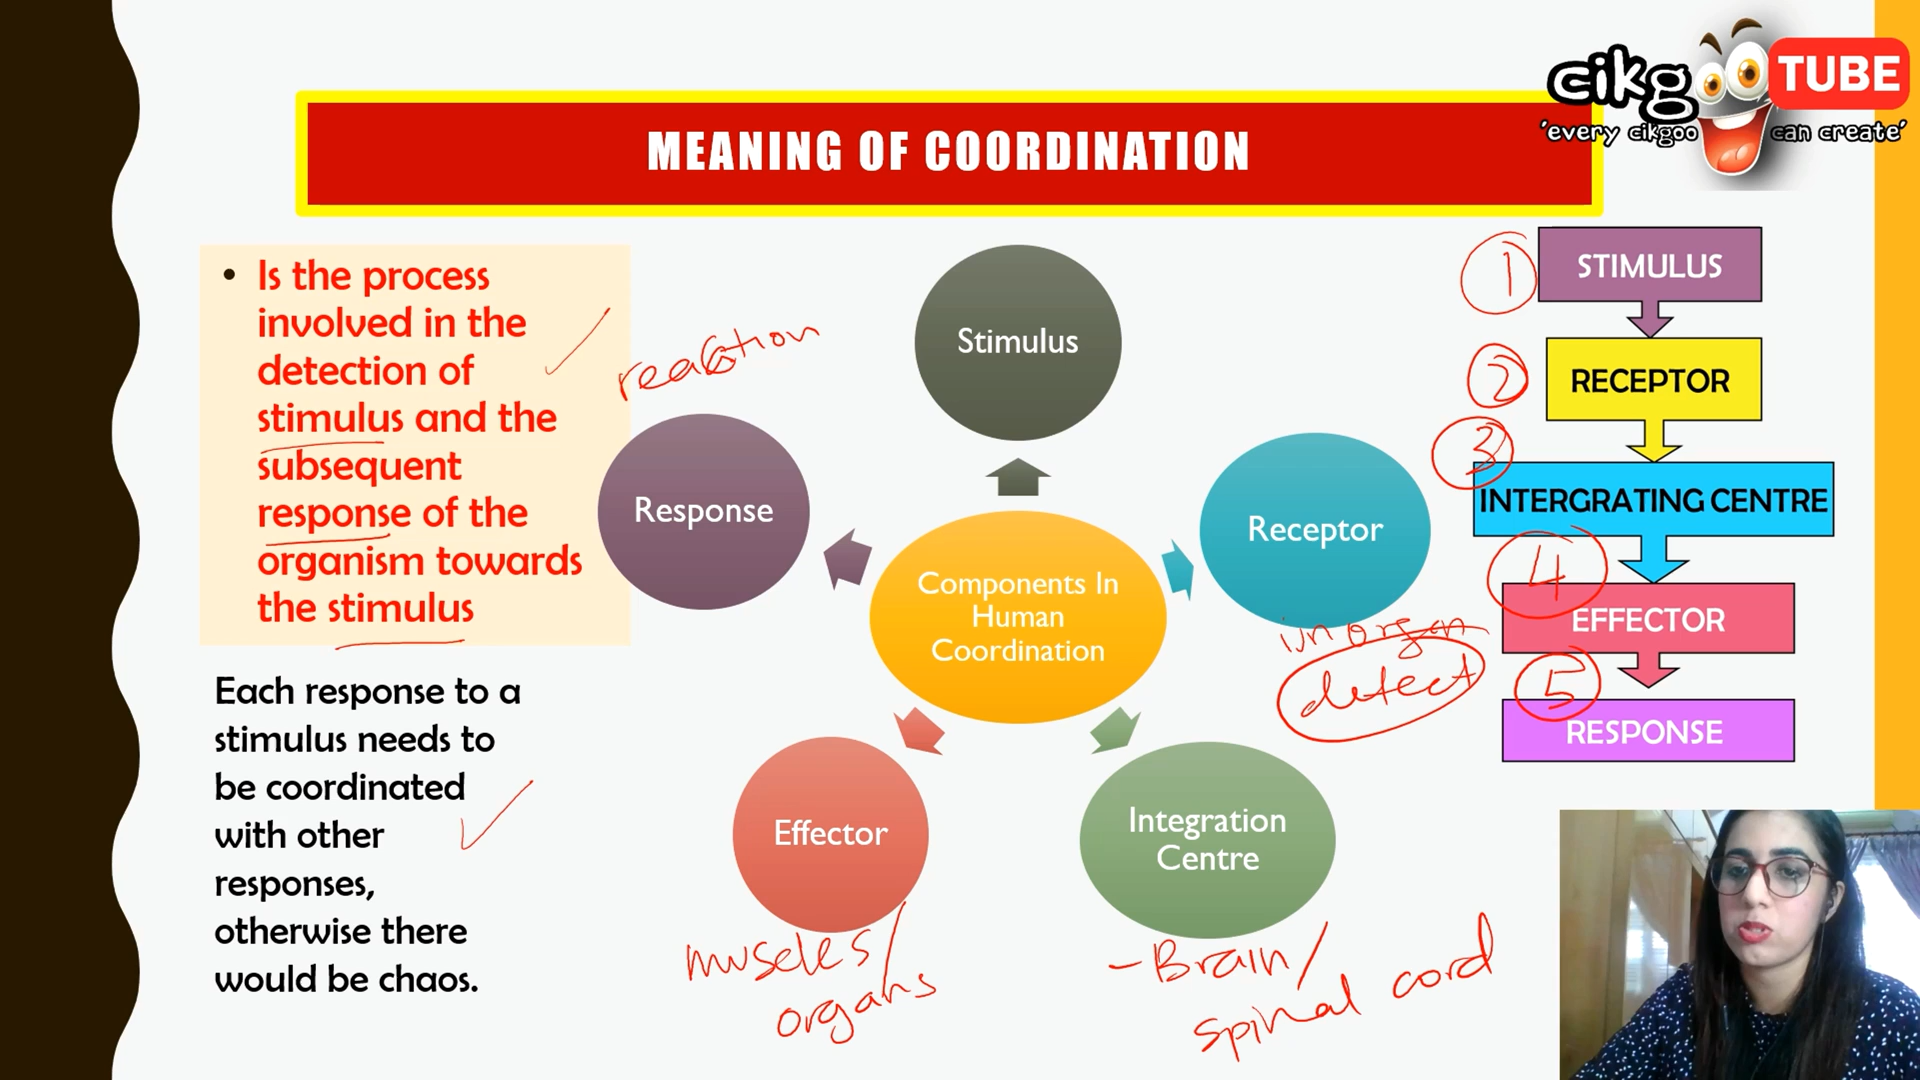 cikgoo TUBE
'every cikgoo can create'
MEANING OF COORDINATION
• Is the process
involved in the
detection of
stimulus and the
subsequent
response of the
organism towards
the stimulus
Each response to a
stimulus needs to
be coordinated
with other
responses,
otherwise there
would be chaos.
reaction
Stimulus
Response
Receptor
Components In
Human
Coordination
in organ
detect
Effector
Integration
Centre
muscles/
organs
- Brain/
spinal cord
1
STIMULUS
2
RECEPTOR
3
INTERGRATING CENTRE
4
EFFECTOR
5
RESPONSE